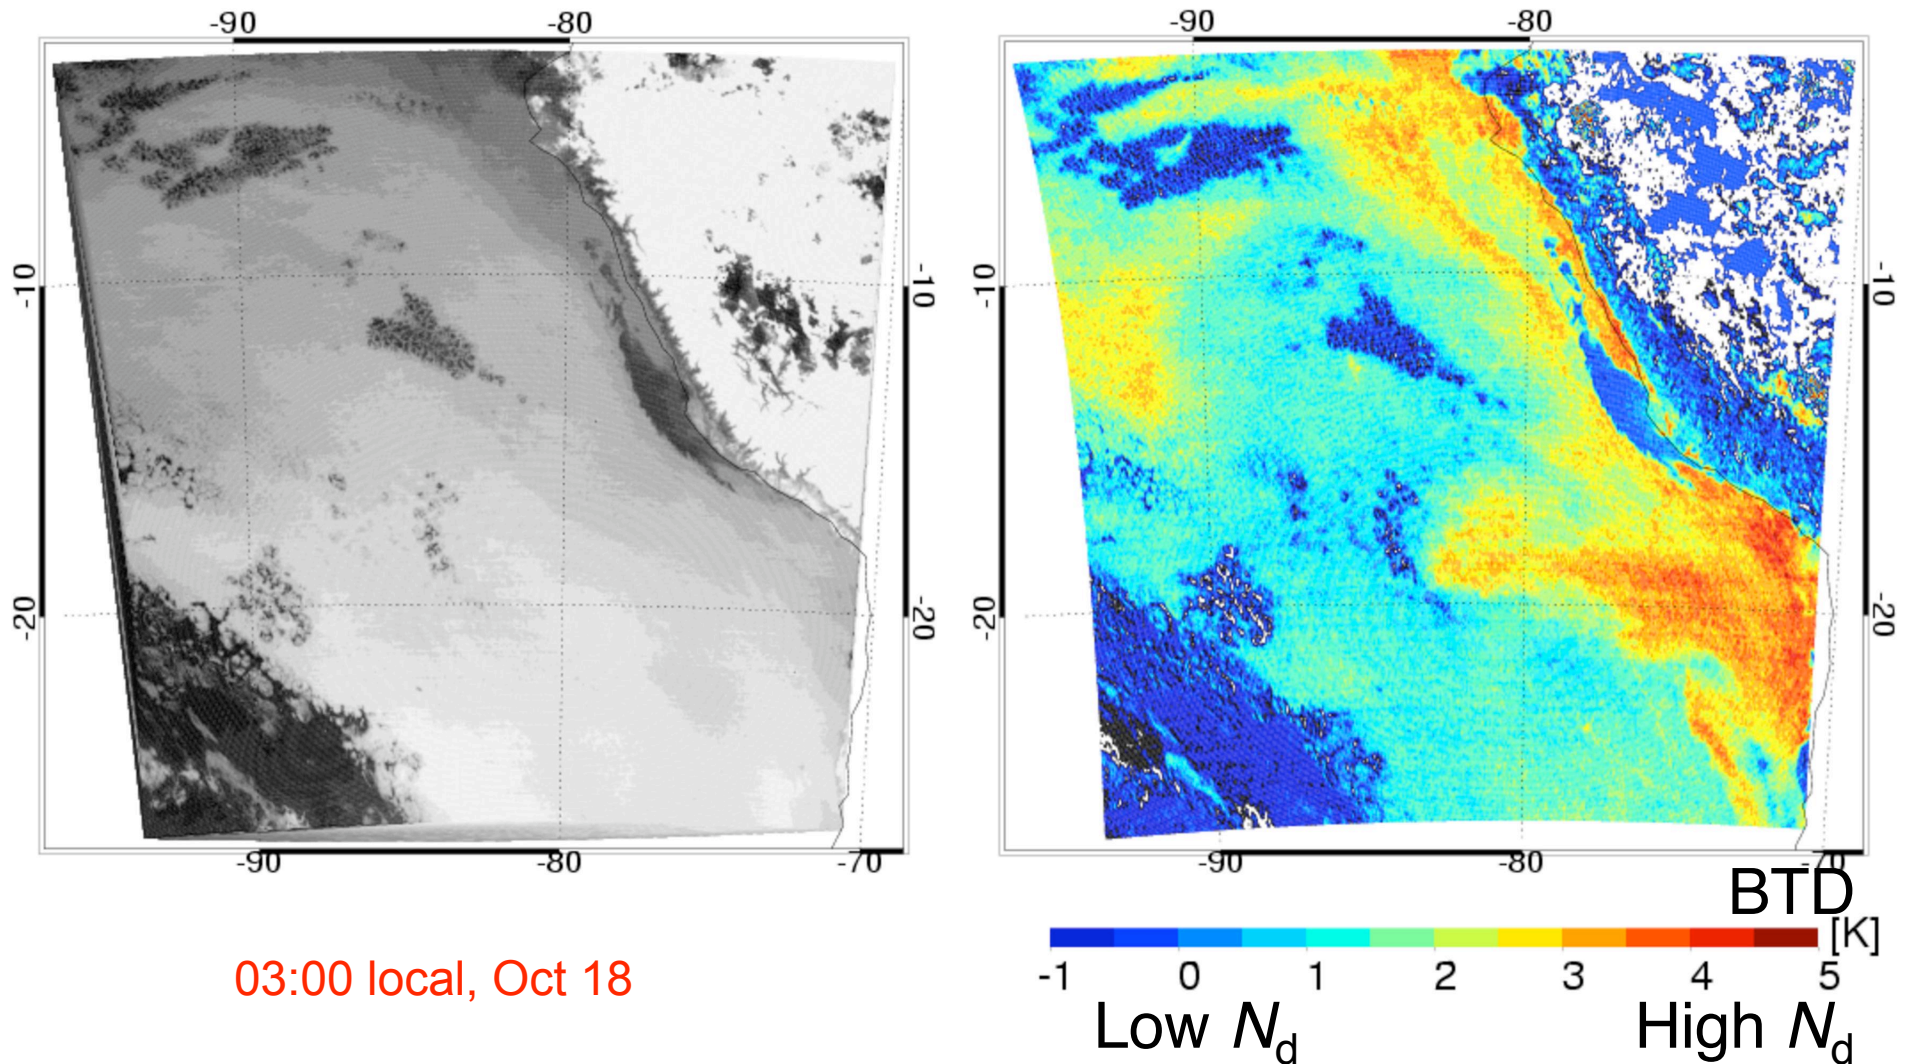 -90 -80 -90 -80
-10 -10 -10 -10
-20 -20 -20 -20
-90 -80 -70 -90 -80 -70
BTD
[K]
03:00 local, Oct 18
-1 0 1 2 3 4 5
Low Nd High Nd